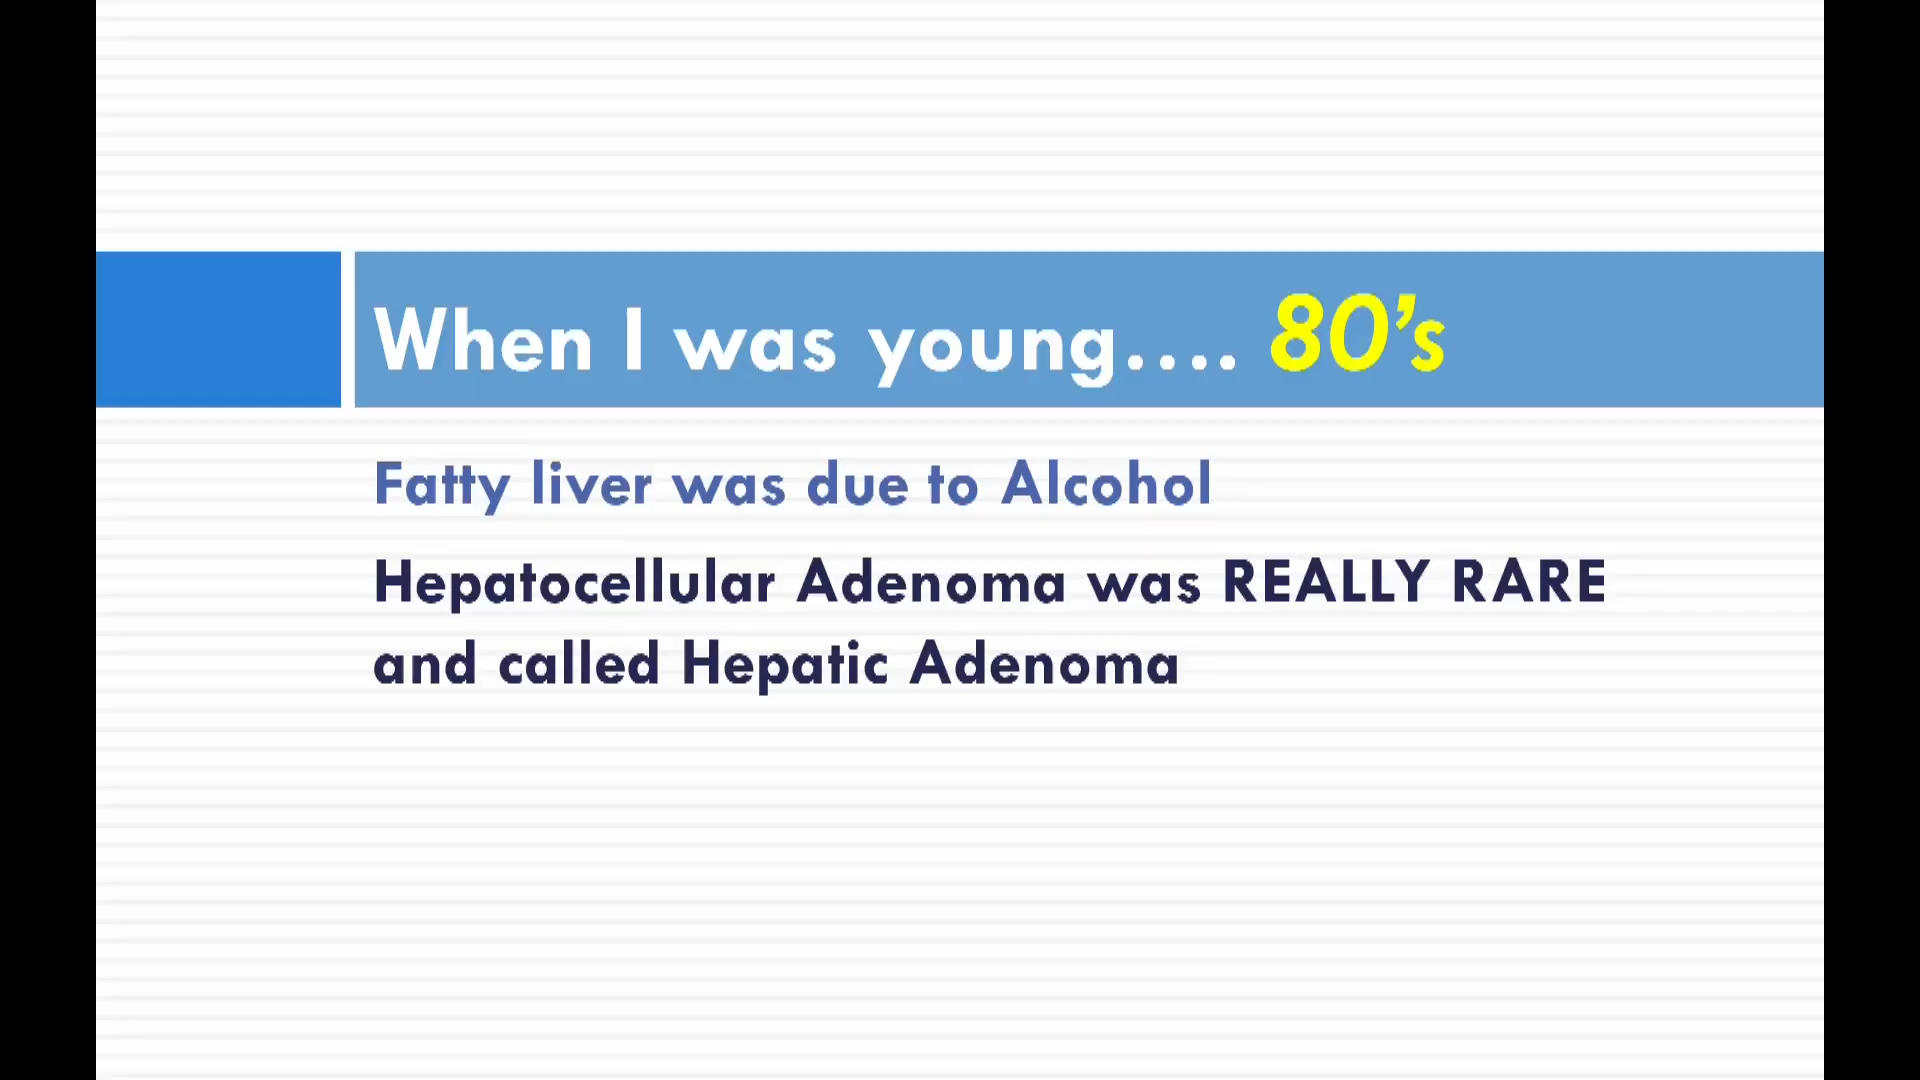 When I was young.... 80’s
Fatty liver was due to Alcohol
Hepatocellular Adenoma was REALLY RARE
and called Hepatic Adenoma